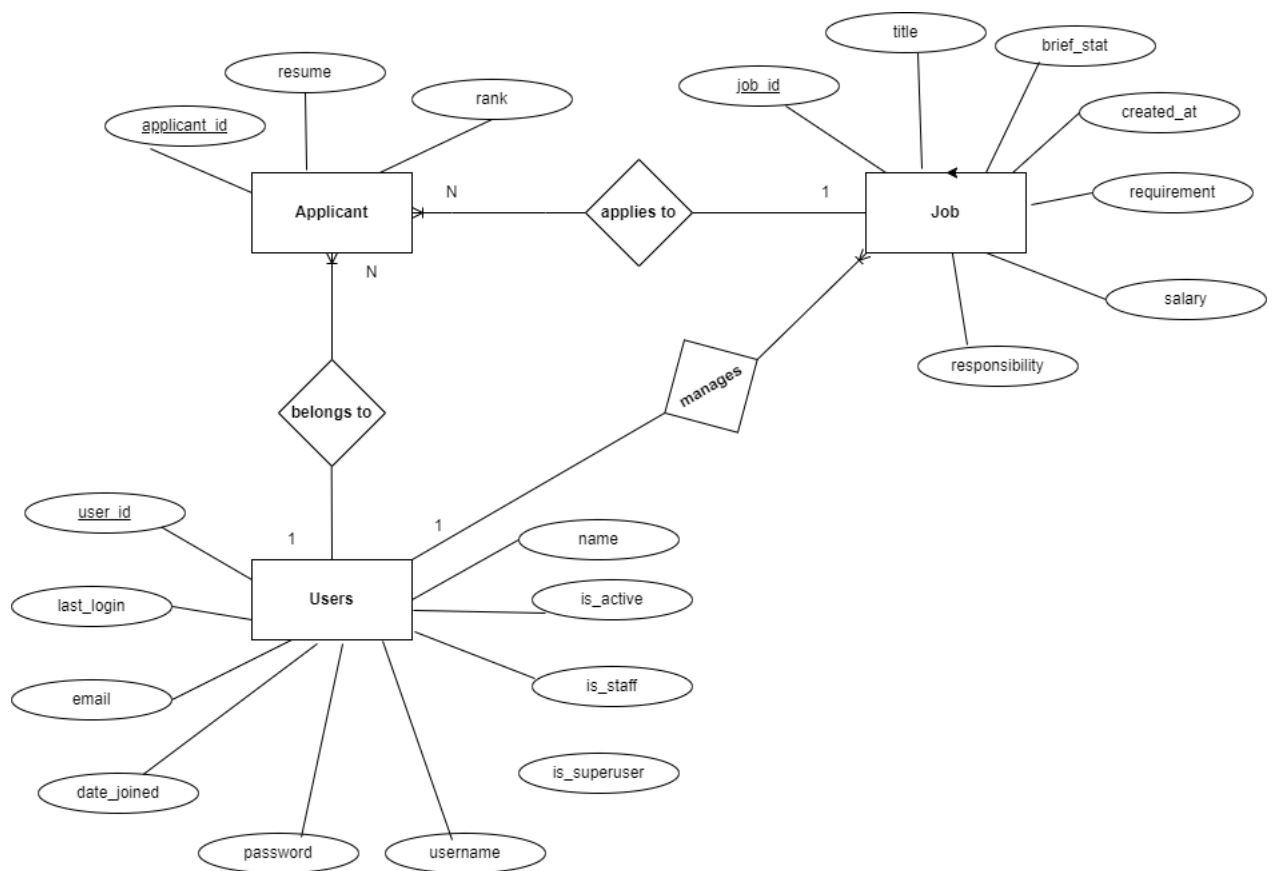 title
brief_stat
resume
job_id
rank
created_at
applicant_id
requirement
N
1
Applicant
applies to
Job
N
salary
responsibility
manages
belongs to
user_id
1
1
name
Users
is_active
last_login
is_staff
email
is_superuser
date_joined
password
username